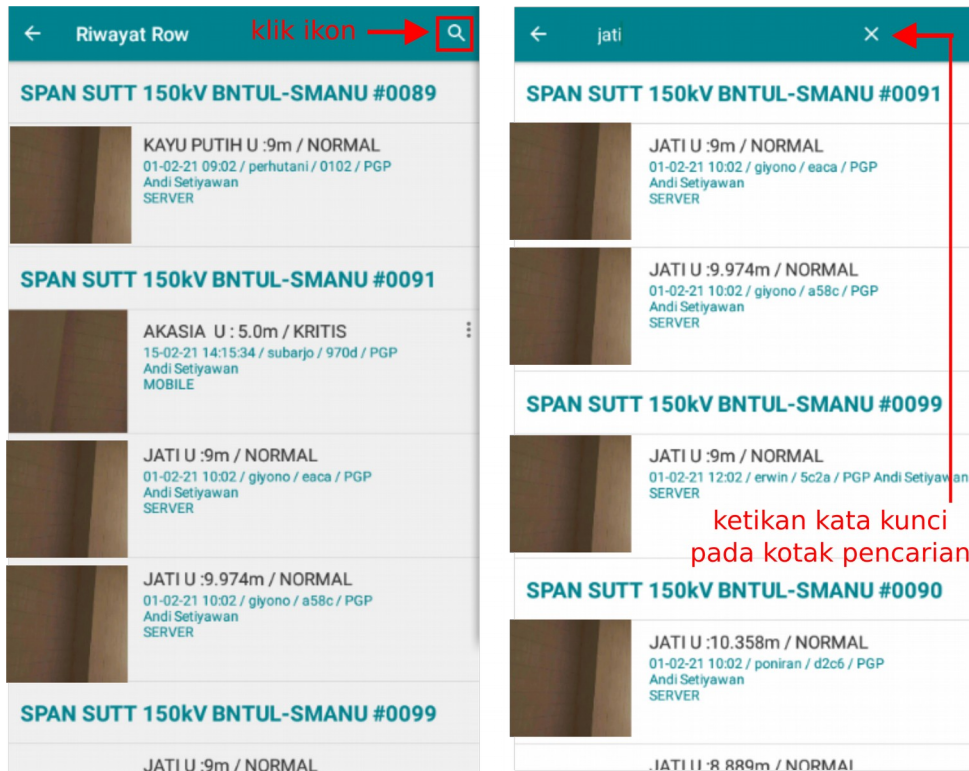 Riwayat Row
klik ikon
SPAN SUTT 150kV BNTUL-SMANU #0089
KAYU PUTIH U :9m / NORMAL
01-02-21 09:02 / perhutani / 0102 / PGP
Andi Setiyawan
SERVER
SPAN SUTT 150kV BNTUL-SMANU #0091
AKASIA U : 5.0m / KRITIS
15-02-21 14:15:34 / subarjo / 970d / PGP
Andi Setiyawan
MOBILE
JATI U :9m / NORMAL
01-02-21 10:02 / giyono / eaca / PGP
Andi Setiyawan
SERVER
JATI U :9.974m / NORMAL
01-02-21 10:02 / giyono / a58c / PGP
Andi Setiyawan
SERVER
SPAN SUTT 150kV BNTUL-SMANU #0099
JATI U :9m / NORMAL
jati
SPAN SUTT 150kV BNTUL-SMANU #0091
JATI U :9m / NORMAL
01-02-21 10:02 / giyono / eaca / PGP
Andi Setiyawan
SERVER
JATI U :9.974m / NORMAL
01-02-21 10:02 / giyono / a58c / PGP
Andi Setiyawan
SERVER
SPAN SUTT 150kV BNTUL-SMANU #0099
JATI U :9m / NORMAL
01-02-21 12:02 / erwin / 5c2a / PGP Andi Setiyawan
SERVER
ketikan kata kunci
pada kotak pencarian
SPAN SUTT 150kV BNTUL-SMANU #0090
JATI U :10.358m / NORMAL
01-02-21 10:02 / poniran / d2c6 / PGP
Andi Setiyawan
SERVER
JATI U :8.889m / NORMAL